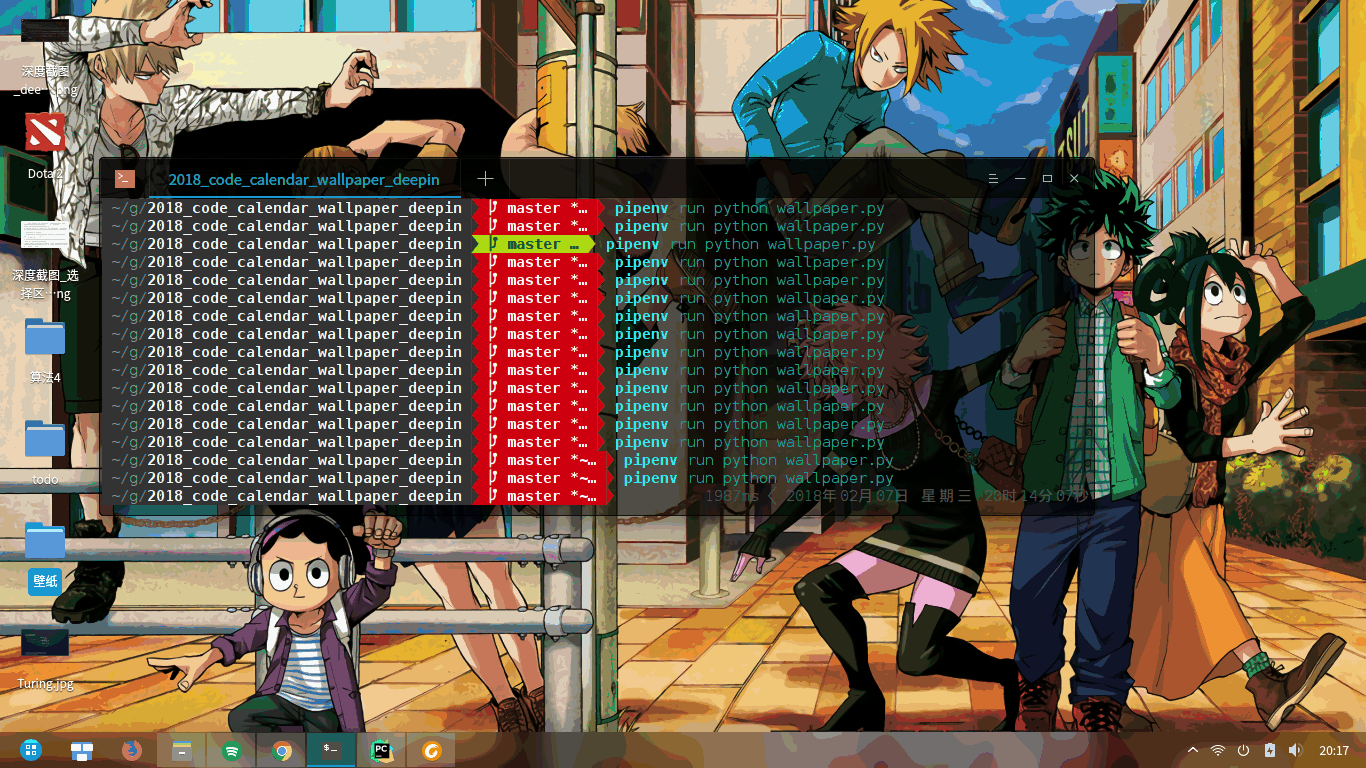 深度截图
_dee…png
Dota 2
深度截图_选
择区…ng
算法4
todo
壁纸
Turing.jpg
2018_code_calendar_wallpaper_deepin
~/g/2018_code_calendar_wallpaper_deepin master *… pipenv run python wallpaper.py
~/g/2018_code_calendar_wallpaper_deepin master *… pipenv run python wallpaper.py
~/g/2018_code_calendar_wallpaper_deepin master … pipenv run python wallpaper.py
~/g/2018_code_calendar_wallpaper_deepin master *… pipenv run python wallpaper.py
~/g/2018_code_calendar_wallpaper_deepin master *… pipenv run python wallpaper.py
~/g/2018_code_calendar_wallpaper_deepin master *… pipenv run python wallpaper.py
~/g/2018_code_calendar_wallpaper_deepin master *… pipenv run python wallpaper.py
~/g/2018_code_calendar_wallpaper_deepin master *… pipenv run python wallpaper.py
~/g/2018_code_calendar_wallpaper_deepin master *… pipenv run python wallpaper.py
~/g/2018_code_calendar_wallpaper_deepin master *… pipenv run python wallpaper.py
~/g/2018_code_calendar_wallpaper_deepin master *… pipenv run python wallpaper.py
~/g/2018_code_calendar_wallpaper_deepin master *… pipenv run python wallpaper.py
~/g/2018_code_calendar_wallpaper_deepin master *… pipenv run python wallpaper.py
~/g/2018_code_calendar_wallpaper_deepin master *… pipenv run python wallpaper.py
~/g/2018_code_calendar_wallpaper_deepin master *~… pipenv run python wallpaper.py
~/g/2018_code_calendar_wallpaper_deepin master *~… pipenv run python wallpaper.py
~/g/2018_code_calendar_wallpaper_deepin master *~… 1987ms < 2018年02月07日 星期三 20时14分07秒
PC
20:17